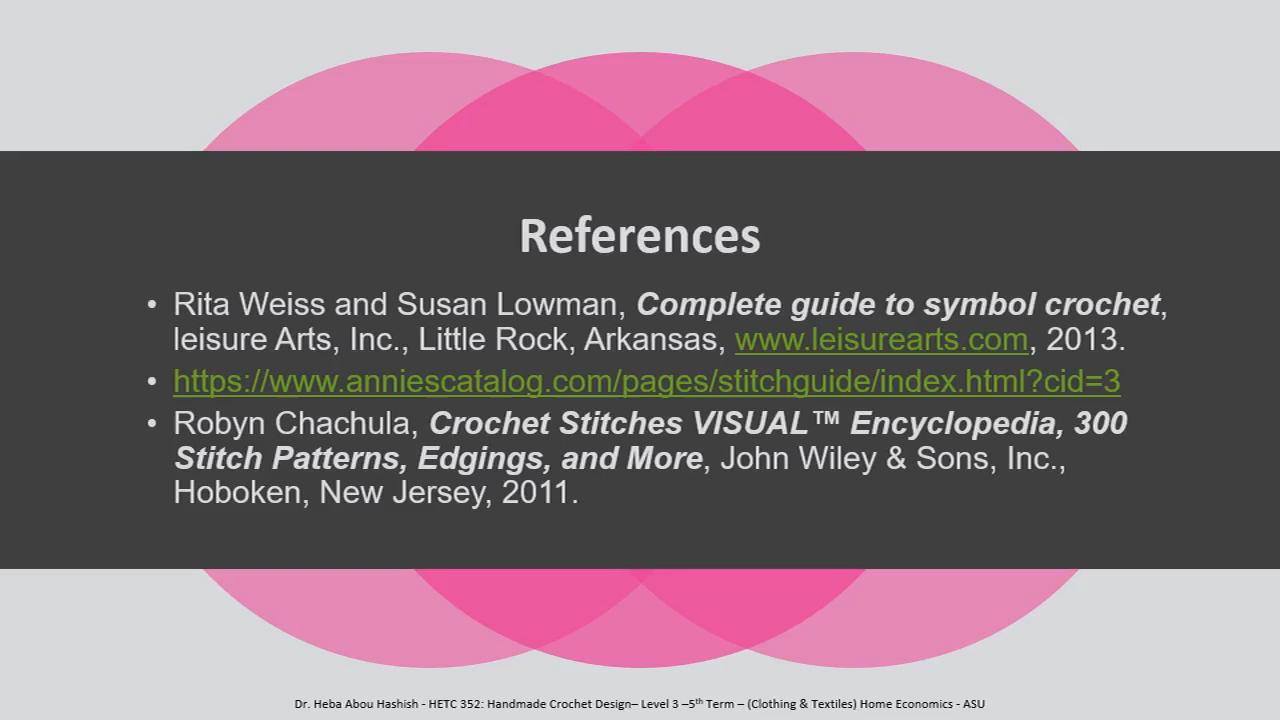 References
• Rita Weiss and Susan Lowman, Complete guide to symbol crochet,
leisure Arts, Inc., Little Rock, Arkansas, www.leisurearts.com, 2013.
• https://www.anniescatalog.com/pages/stitchguide/index.html?cid=3
• Robyn Chachula, Crochet Stitches VISUAL™ Encyclopedia, 300
Stitch Patterns, Edgings, and More, John Wiley & Sons, Inc.,
Hoboken, New Jersey, 2011.
Dr. Heba Abou Hashish - HETC 352: Handmade Crochet Design– Level 3 –5th Term – (Clothing & Textiles) Home Economics - ASU